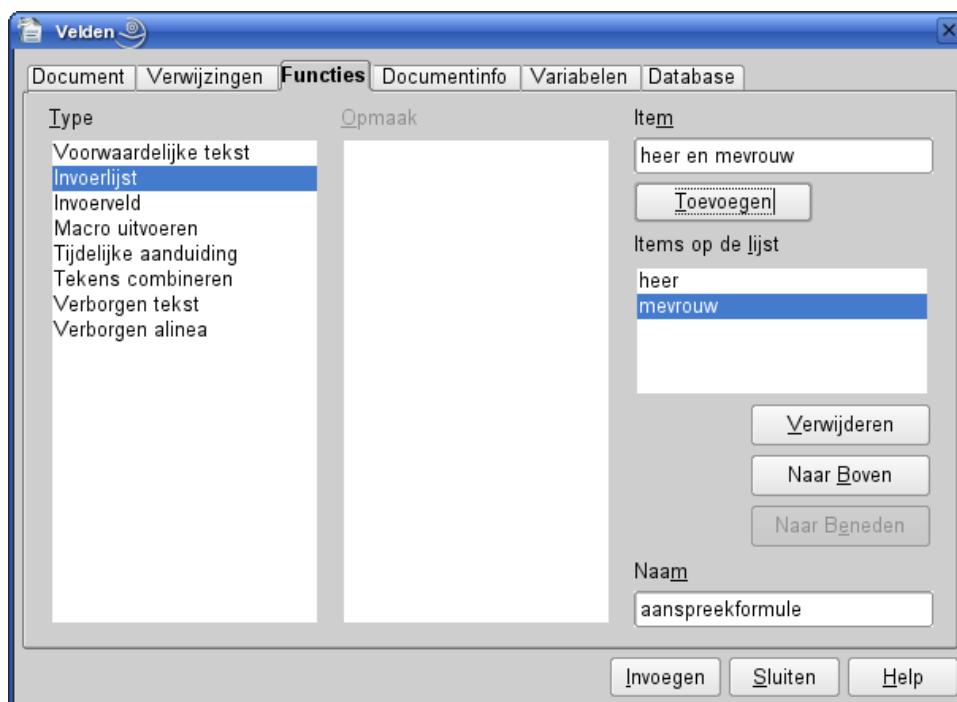 Velden
Document Verwijzingen Functies Documentinfo Variabelen Database
Type
Voorwaardelijke tekst
Invoerlijst
Invoerveld
Macro uitvoeren
Tijdelijke aanduiding
Tekens combineren
Verborgen tekst
Verborgen alinea
Opmaak
Item
heer en mevrouw
Toevoegen
Items op de lijst
heer
mevrouw
Verwijderen
Naar Boven
Naar Beneden
Naam
aanspreekformule
Invoegen Sluiten Help